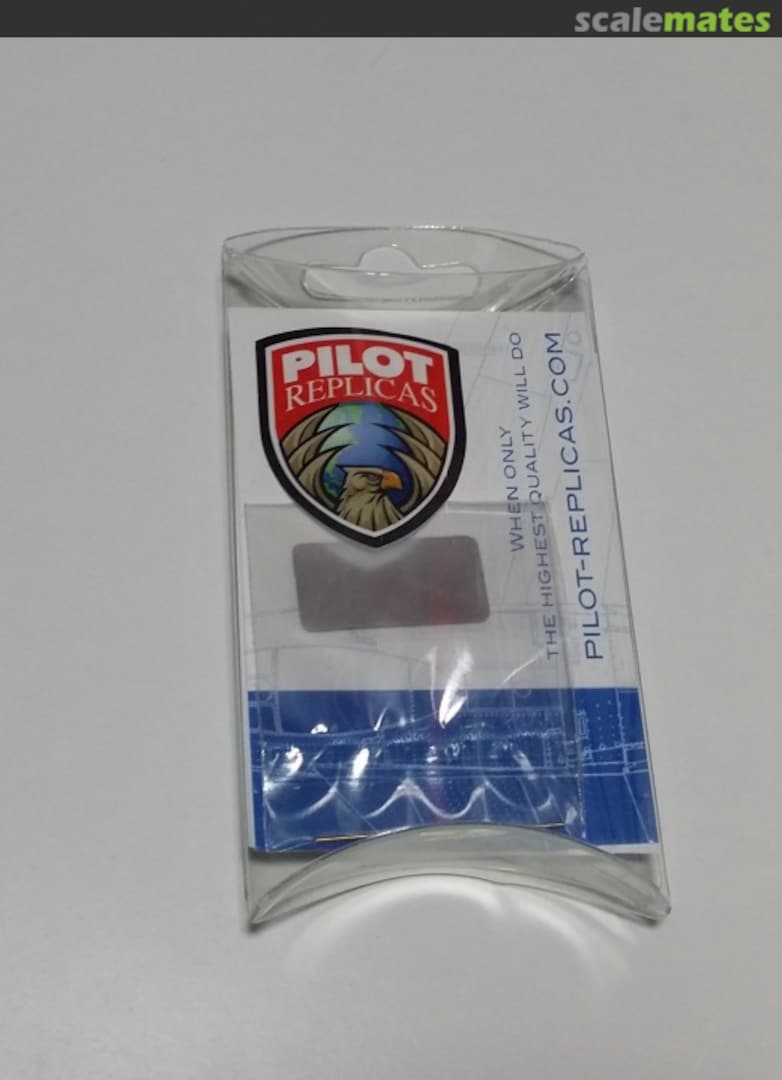 scalemates
PILOT
REPLICAS
WHEN ONLY
THE HIGHEST QUALITY WILL DO
PILOT-REPLICAS.COM